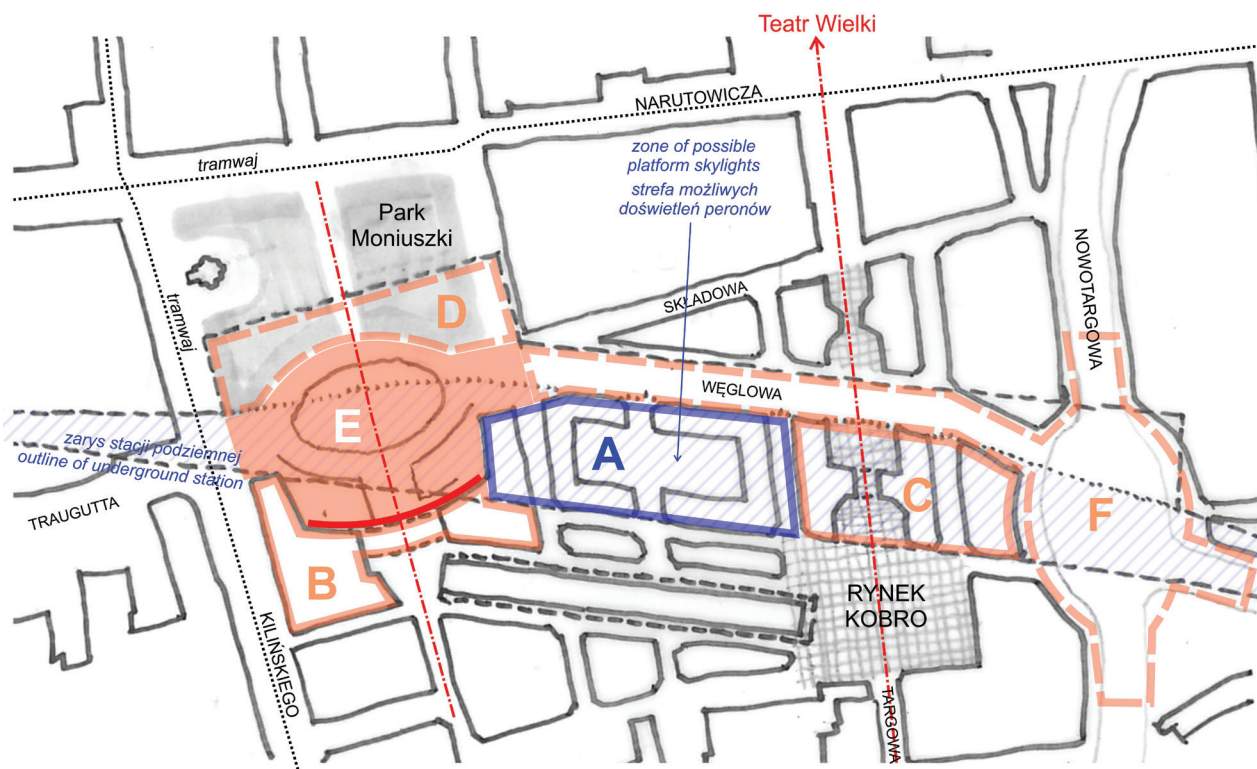 Teatr Wielki
NARUTOWICZA
tramwaj
zone of possible
platform skylights
strefa możliwych
doświetleń peronów
Park
Moniuszki
NOWOTARGOWA
SKŁADOWA
tramwaj
D
WĘGLOWA
E
A
zarys stacji podziemnej
outline of underground station
C
F
TRAUGUTTA
B
RYNEK
KOBRO
KILIŃSKIEGO
TARGOWA